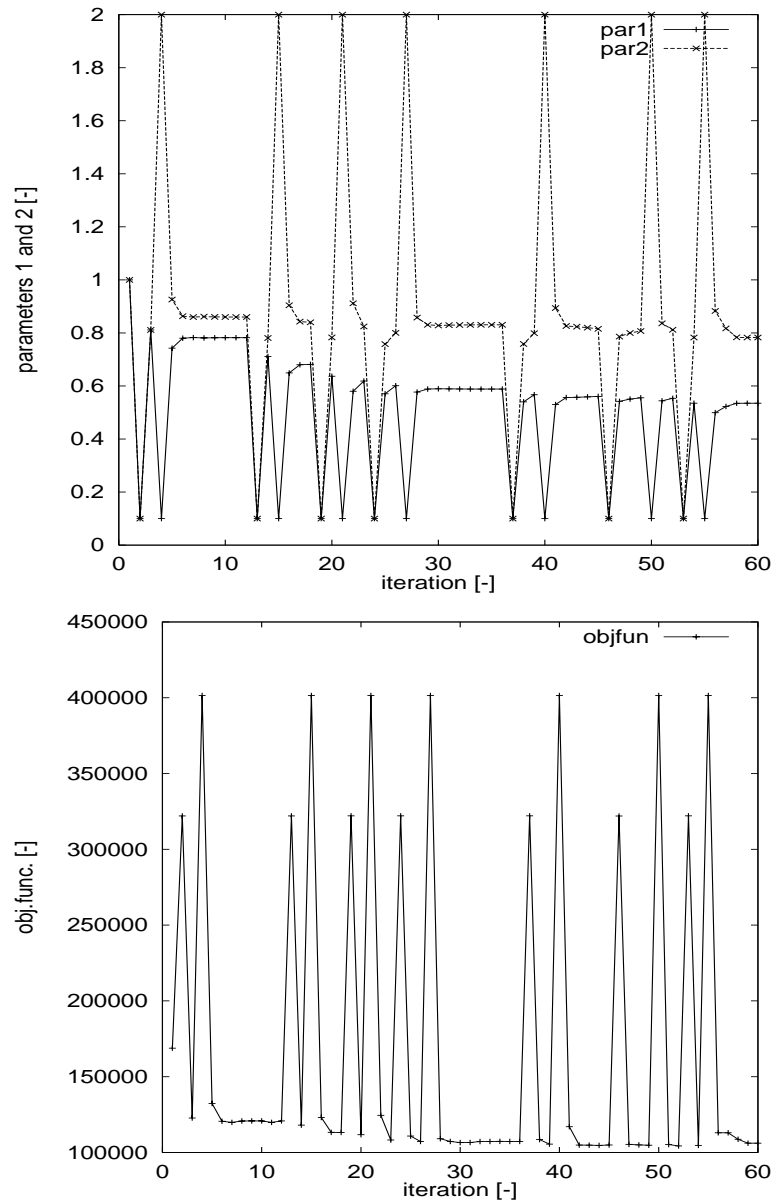 2
1.8
1.6
1.4
1.2
1
0.8
0.6
0.4
0.2
0
parameters 1 and 2 [-]
par1
par2
0 10 20 30 40 50 60
iteration [-]
450000
400000
350000
300000
250000
200000
150000
100000
obj.func. [-]
objfun
0 10 20 30 40 50 60
iteration [-]